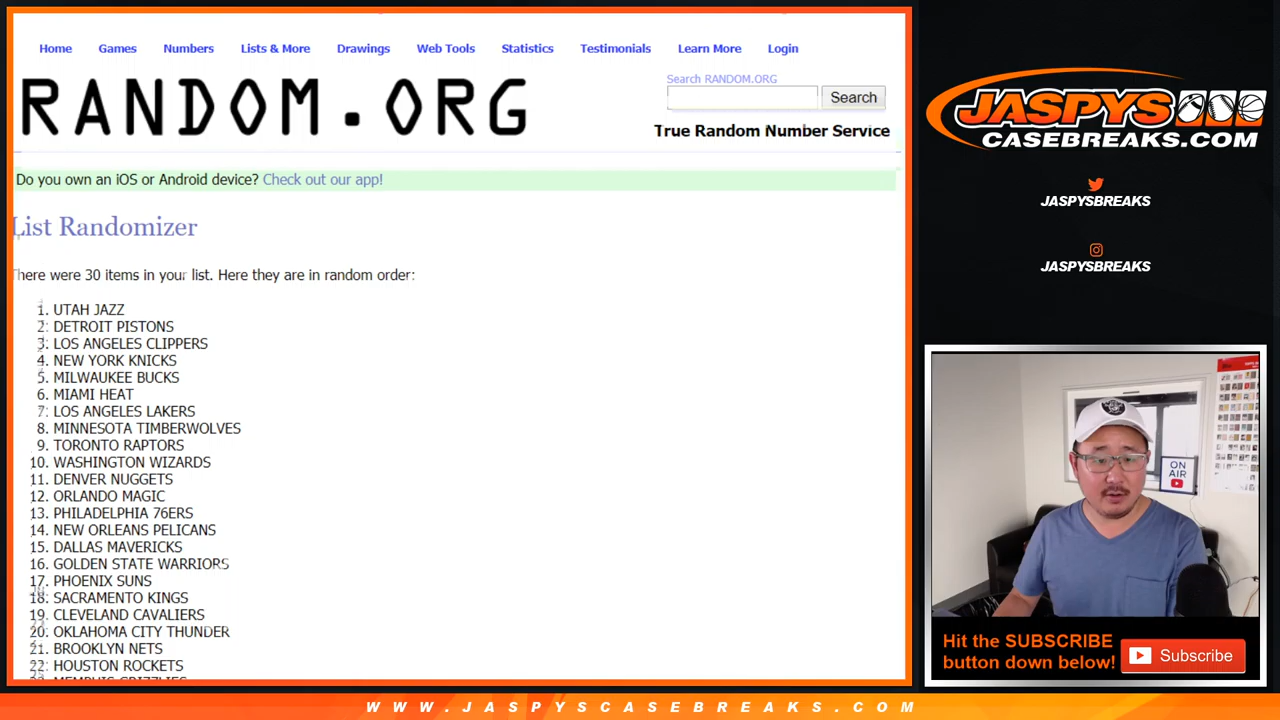 Home Games Numbers Lists & More Drawings Web Tools Statistics Testimonials Learn More Login
RANDOM.ORG
Search RANDOM.ORG
Search
True Random Number Service
Do you own an iOS or Android device? Check out our app!
List Randomizer
There were 30 items in your list. Here they are in random order:
1. UTAH JAZZ
2. DETROIT PISTONS
3. LOS ANGELES CLIPPERS
4. NEW YORK KNICKS
5. MILWAUKEE BUCKS
6. MIAMI HEAT
7. LOS ANGELES LAKERS
8. MINNESOTA TIMBERWOLVES
9. TORONTO RAPTORS
10. WASHINGTON WIZARDS
11. DENVER NUGGETS
12. ORLANDO MAGIC
13. PHILADELPHIA 76ERS
14. NEW ORLEANS PELICANS
15. DALLAS MAVERICKS
16. GOLDEN STATE WARRIORS
17. PHOENIX SUNS
18. SACRAMENTO KINGS
19. CLEVELAND CAVALIERS
20. OKLAHOMA CITY THUNDER
21. BROOKLYN NETS
22. HOUSTON ROCKETS
23. MEMPHIS GRIZZLIES
JASPYS
CASEBREAKS.COM
JASPYSBREAKS
JASPYSBREAKS
ON
AIR
Hit the SUBSCRIBE
button down below!
Subscribe
WWW.JASPYSCASEBREAKS.COM